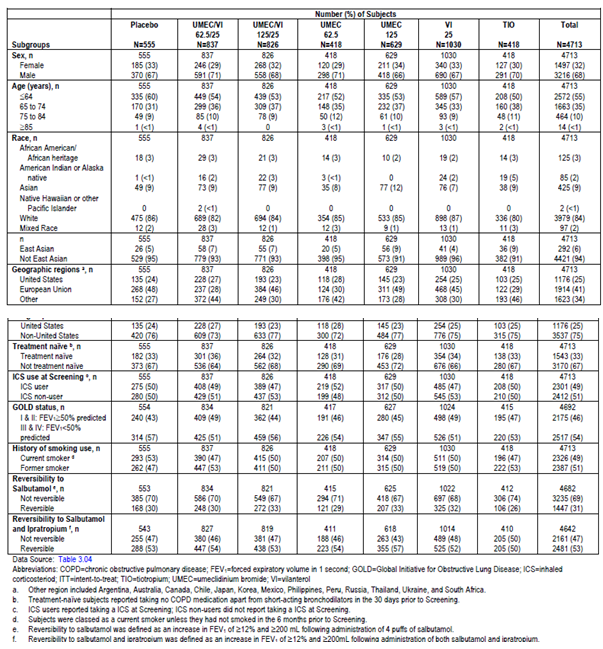 Number (%) of Subjects
Placebo UMEC/VI UMEC/VI UMEC UMEC VI TIO Total
62.5/25 125/25 62.5 125 25
Subgroups N=555 N=837 N=826 N=418 N=629 N=1030 N=418 N=4713
Sex, n 555 837 826 418 629 1030 418 4713
Female 185 (33) 246 (29) 268 (32) 120 (29) 211 (34) 340 (33) 127 (30) 1497 (32)
Male 370 (67) 591 (71) 558 (68) 298 (71) 418 (66) 690 (67) 291 (70) 3216 (68)
Age (years), n 555 837 826 418 629 1030 418 4713
≤64 335 (60) 449 (54) 439 (53) 217 (52) 335 (53) 589 (57) 208 (50) 2572 (55)
65 to 74 170 (31) 299 (36) 309 (37) 148 (35) 232 (37) 345 (33) 160 (38) 1663 (35)
75 to 84 49 (9) 85 (10) 78 (9) 50 (12) 61 (10) 93 (9) 48 (11) 464 (10)
≥85 1 (<1) 4 (<1) 0 3 (<1) 1 (<1) 3 (<1) 2 (<1) 14 (<1)
Race, n 555 837 826 418 629 1030 418 4713
African American/
African heritage 18 (3) 29 (3) 21 (3) 14 (3) 10 (2) 19 (2) 14 (3) 125 (3)
American Indian or Alaska
native 1 (<1) 16 (2) 22 (3) 3 (<1) 0 24 (2) 19 (5) 85 (2)
Asian 49 (9) 73 (9) 77 (9) 35 (8) 77 (12) 76 (7) 38 (9) 425 (9)
Native Hawaiian or other
Pacific Islander 0 2 (<1) 0 0 0 0 0 2 (<1)
White 475 (86) 689 (82) 694 (84) 354 (85) 533 (85) 898 (87) 336 (80) 3979 (84)
Mixed Race 12 (2) 28 (3) 12 (1) 12 (3) 9 (1) 13 (1) 11 (3) 97 (2)
n 555 837 826 418 629 1030 418 4713
East Asian 26 (5) 58 (7) 55 (7) 20 (5) 56 (9) 41 (4) 36 (9) 292 (6)
Not East Asian 529 (95) 779 (93) 771 (93) 398 (95) 573 (91) 989 (96) 382 (91) 4421 (94)
Geographic regions a, n 555 837 826 418 629 1030 418 4713
United States 135 (24) 228 (27) 193 (23) 118 (28) 145 (23) 254 (25) 103 (25) 1176 (25)
European Union 268 (48) 237 (28) 384 (46) 124 (30) 311 (49) 468 (45) 122 (29) 1914 (41)
Other 152 (27) 372 (44) 249 (30) 176 (42) 173 (28) 308 (30) 193 (46) 1623 (34)
United States 135 (24) 228 (27) 193 (23) 118 (28) 145 (23) 254 (25) 103 (25) 1176 (25)
Non-United States 420 (76) 609 (73) 633 (77) 300 (72) 484 (77) 776 (75) 315 (75) 3537 (75)
Treatment naïve b, n 555 837 826 418 629 1030 418 4713
Treatment naïve 182 (33) 301 (36) 264 (32) 128 (31) 176 (28) 354 (34) 138 (33) 1543 (33)
Not treatment naïve 373 (67) 536 (64) 562 (68) 290 (69) 453 (72) 676 (66) 280 (67) 3170 (67)
ICS use at Screening c, n 555 837 826 418 629 1030 418 4713
ICS user 275 (50) 408 (49) 389 (47) 219 (52) 317 (50) 485 (47) 208 (50) 2301 (49)
ICS non-user 280 (50) 429 (51) 437 (53) 199 (48) 312 (50) 545 (53) 210 (50) 2412 (51)
GOLD status, n 554 834 821 417 627 1024 415 4692
I & II: FEV₁≥50% predicted 240 (43) 409 (49) 362 (44) 191 (46) 280 (45) 498 (49) 195 (47) 2175 (46)
III & IV: FEV₁<50%
predicted 314 (57) 425 (51) 459 (56) 226 (54) 347 (55) 526 (51) 220 (53) 2517 (54)
History of smoking use, n 555 837 826 418 629 1030 418 4713
Current smoker d 293 (53) 390 (47) 415 (50) 207 (50) 314 (50) 511 (50) 196 (47) 2326 (49)
Former smoker 262 (47) 447 (53) 411 (50) 211 (50) 315 (50) 519 (50) 222 (53) 2387 (51)
Reversibility to
Salbutamol e, n 553 834 821 415 625 1022 412 4682
Not reversible 385 (70) 586 (70) 549 (67) 294 (71) 418 (67) 697 (68) 306 (74) 3235 (69)
Reversible 168 (30) 248 (30) 272 (33) 121 (29) 207 (33) 325 (32) 106 (26) 1447 (31)
Reversibility to Salbutamol
and Ipratropium f, n 543 827 819 411 618 1014 410 4642
Not reversible 255 (47) 380 (46) 381 (47) 188 (46) 263 (43) 489 (48) 205 (50) 2161 (47)
Reversible 288 (53) 447 (54) 438 (53) 223 (54) 355 (57) 525 (52) 205 (50) 2481 (53)
Data Source: Table 3.04
Abbreviations: COPD=chronic obstructive pulmonary disease; FEV₁=forced expiratory volume in 1 second; GOLD=Global Initiative for Obstructive Lung Disease; ICS=inhaled
corticosteriod; ITT=intent-to-treat; TIO=tiotropium; UMEC=umeclidinium bromide; VI=vilanterol
a. Other region included Argentina, Australia, Canada, Chile, Japan, Korea, Mexico, Philippines, Peru, Russia, Thailand, Ukraine, and South Africa.
b. Treatment-naïve subjects reported taking no COPD medication apart from short-acting bronchodilators in the 30 days prior to Screening.
c. ICS users reported taking a ICS at Screening; ICS non-users did not report taking a ICS at Screening.
d. Subjects were classed as a current smoker unless they had not smoked in the 6 months prior to Screening.
e. Reversibility to salbutamol was defined as an increase in FEV₁ of ≥12% and ≥200 mL following administration of 4 puffs of salbutamol.
f. Reversibility to salbutamol and ipratropium was defined as an increase in FEV₁ of ≥12% and ≥200mL following administration of both salbutamol and ipratropium.